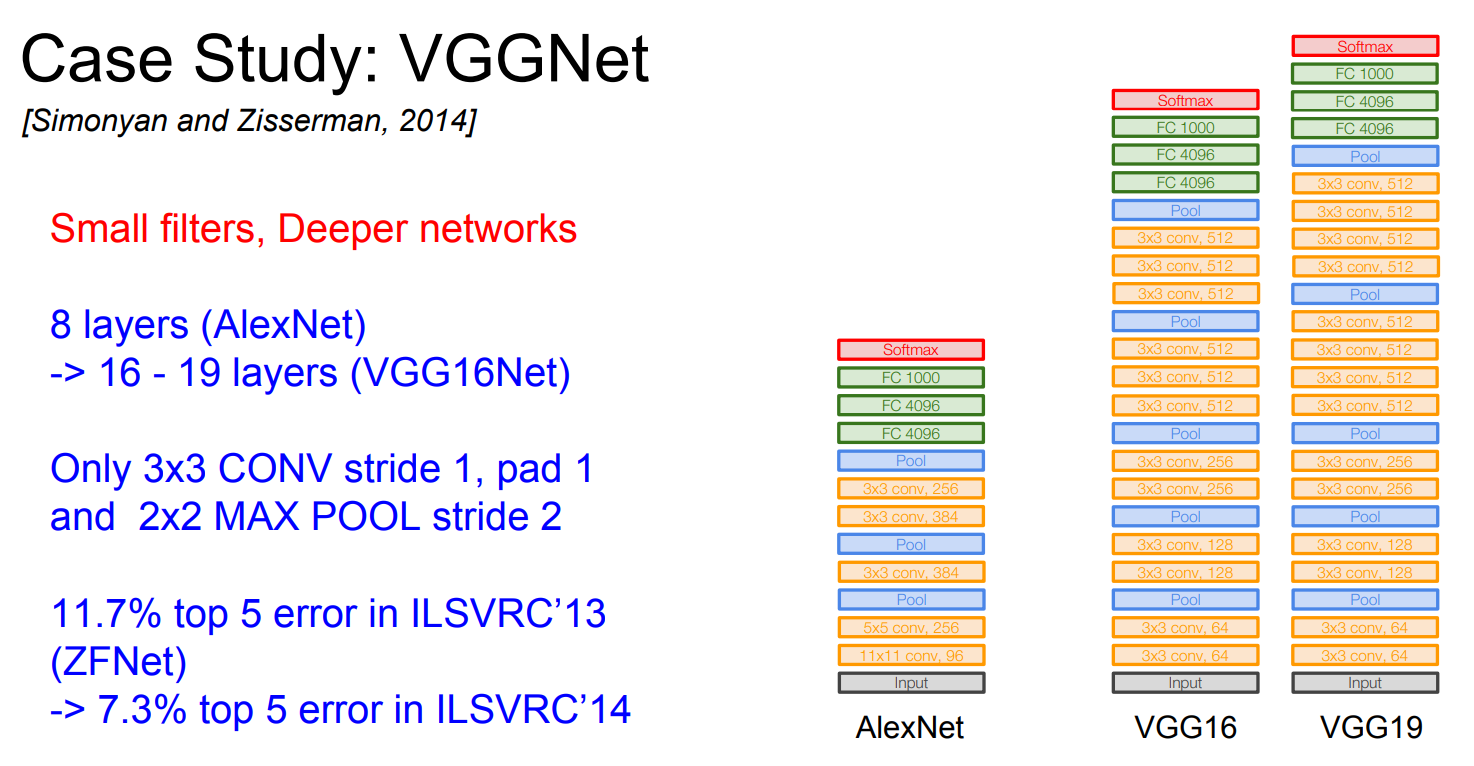 Case Study: VGGNet
[Simonyan and Zisserman, 2014]
Small filters, Deeper networks
8 layers (AlexNet)
-> 16 - 19 layers (VGG16Net)
Only 3x3 CONV stride 1, pad 1
and 2x2 MAX POOL stride 2
11.7% top 5 error in ILSVRC’13
(ZFNet)
-> 7.3% top 5 error in ILSVRC’14
Softmax
FC 1000
FC 4096
FC 4096
Pool
3x3 conv, 256
3x3 conv, 384
Pool
3x3 conv, 384
Pool
5x5 conv, 256
11x11 conv, 96
Input
AlexNet
Softmax
FC 1000
FC 4096
FC 4096
Pool
3x3 conv, 512
3x3 conv, 512
3x3 conv, 512
Pool
3x3 conv, 512
3x3 conv, 512
3x3 conv, 512
Pool
3x3 conv, 256
3x3 conv, 256
Pool
3x3 conv, 128
3x3 conv, 128
Pool
3x3 conv, 64
3x3 conv, 64
Input
VGG16
Softmax
FC 1000
FC 4096
FC 4096
Pool
3x3 conv, 512
3x3 conv, 512
3x3 conv, 512
3x3 conv, 512
Pool
3x3 conv, 512
3x3 conv, 512
3x3 conv, 512
3x3 conv, 512
Pool
3x3 conv, 256
3x3 conv, 256
Pool
3x3 conv, 128
3x3 conv, 128
Pool
3x3 conv, 64
3x3 conv, 64
Input
VGG19